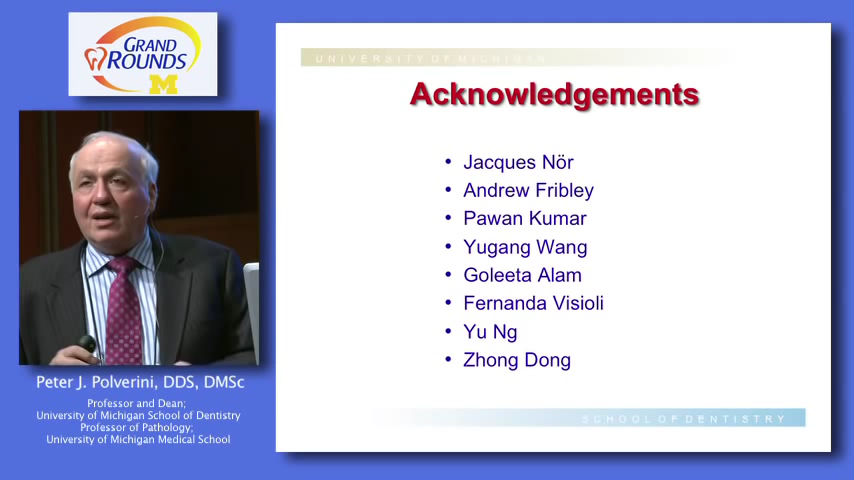 GRAND
ROUNDS
M
Peter J. Polverini, DDS, DMSc
Professor and Dean;
University of Michigan School of Dentistry
Professor of Pathology;
University of Michigan Medical School
UNIVERSITY OF MICHIGAN
Acknowledgements
• Jacques Nör
• Andrew Fribley
• Pawan Kumar
• Yugang Wang
• Goleeta Alam
• Fernanda Visioli
• Yu Ng
• Zhong Dong
SCHOOL OF DENTISTRY